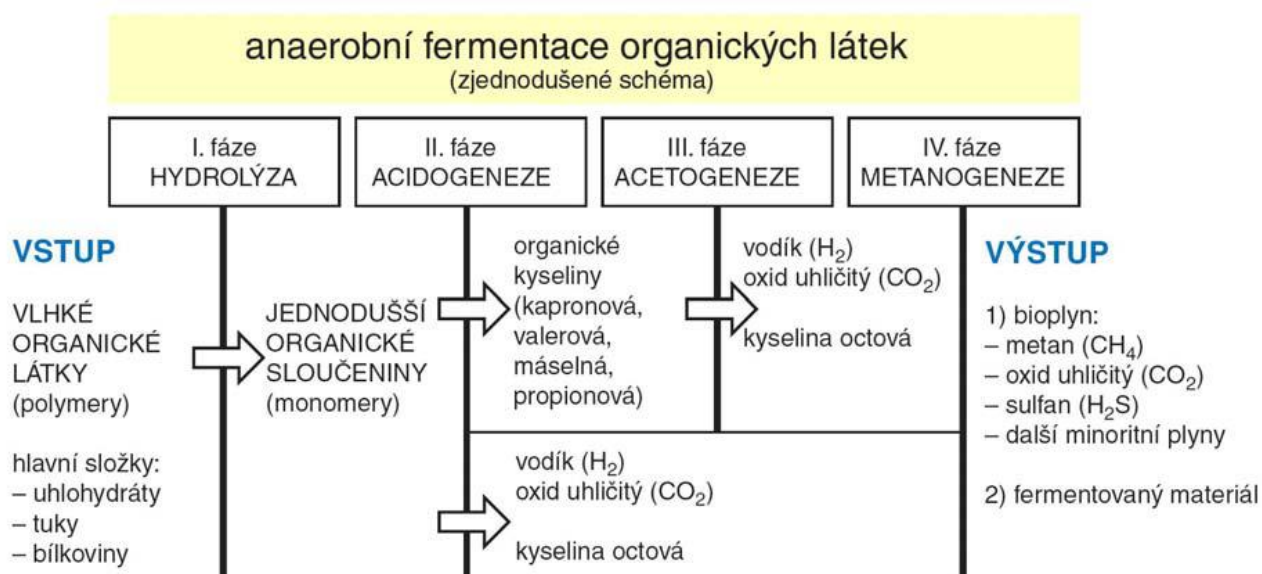 anaerobní fermentace organických látek
(zjednodušené schéma)
I. fáze
HYDROLÝZA
II. fáze
ACIDOGENEZE
III. fáze
ACETOGENEZE
IV. fáze
METANOGENEZE
VSTUP
VLHKÉ
ORGANICKÉ
LÁTKY
(polymery)
hlavní složky:
– uhlohydráty
– tuky
– bílkoviny
JEDNODUŠŠÍ
ORGANICKÉ
SLOUČENINY
(monomery)
organické
kyseliny
(kapronová,
valerová,
máselná,
propionová)
vodík (H₂)
oxid uhličitý (CO₂)
kyselina octová
vodík (H₂)
oxid uhličitý (CO₂)
kyselina octová
VÝSTUP
1) bioplyn:
– metan (CH₄)
– oxid uhličitý (CO₂)
– sulfan (H₂S)
– další minoritní plyny
2) fermentovaný materiál